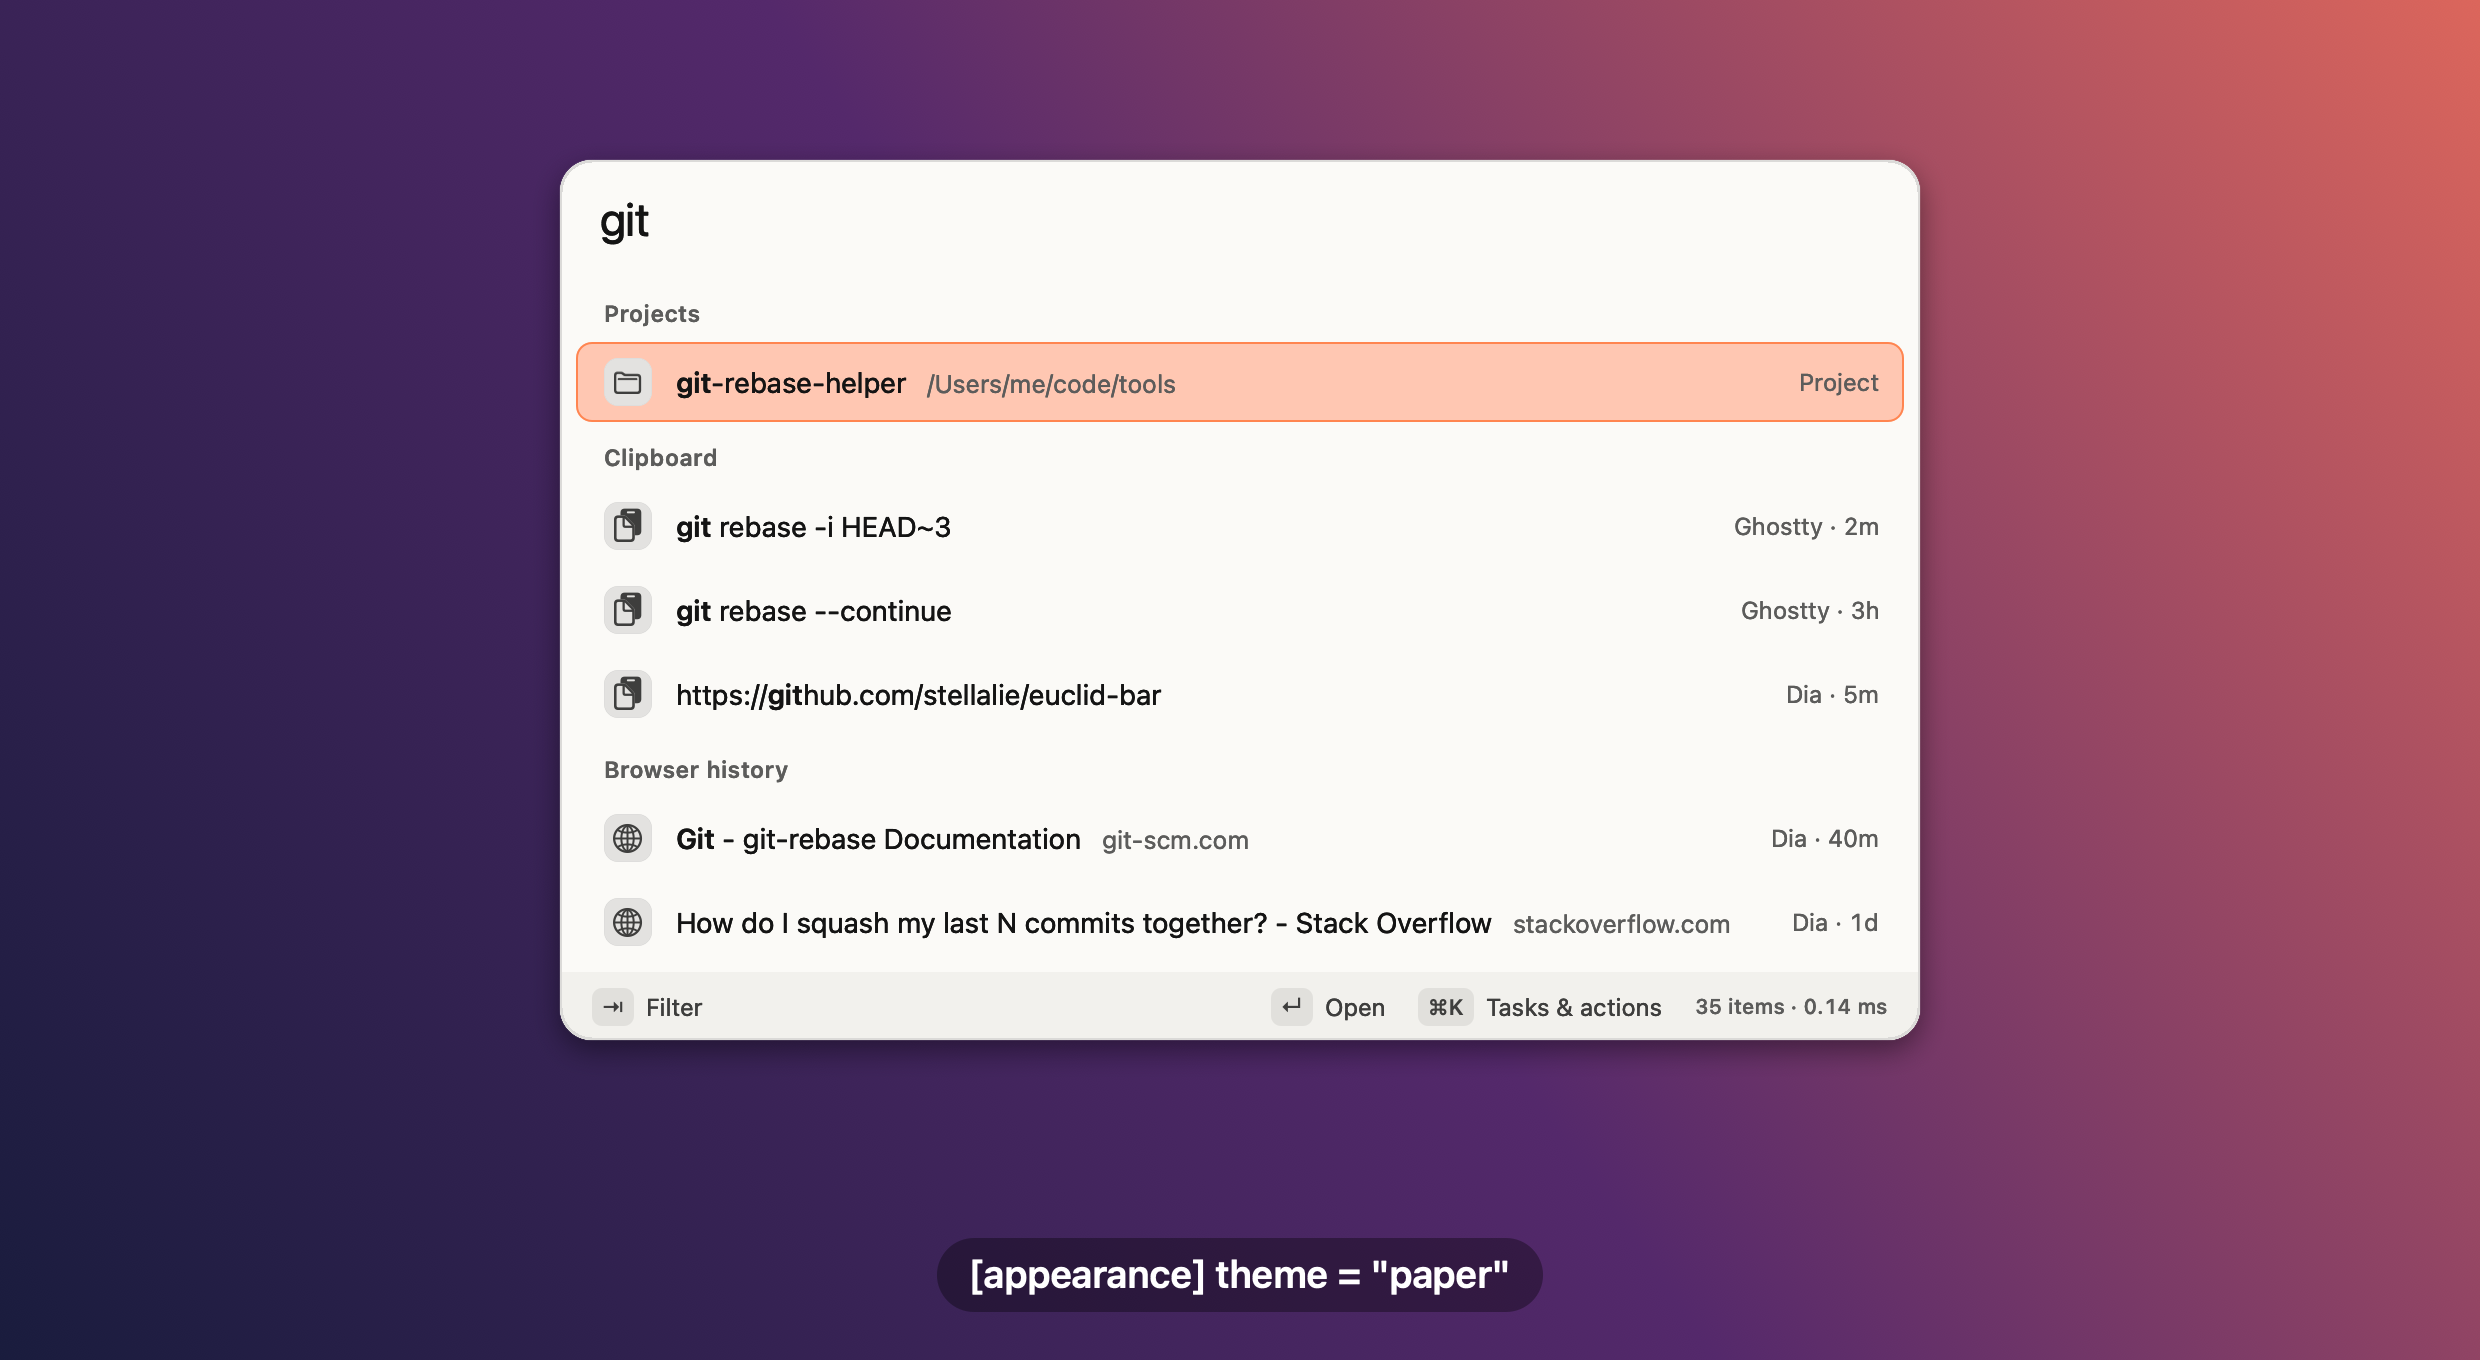 git
Projects
git-rebase-helper /Users/me/code/tools Project
Clipboard
git rebase -i HEAD~3 Ghostty · 2m
git rebase --continue Ghostty · 3h
https://github.com/stellalie/euclid-bar Dia · 5m
Browser history
Git - git-rebase Documentation git-scm.com Dia · 40m
How do I squash my last N commits together? - Stack Overflow stackoverflow.com Dia · 1d
⇥ Filter ↵ Open ⌘K Tasks & actions 35 items · 0.14 ms
[appearance] theme = "paper"